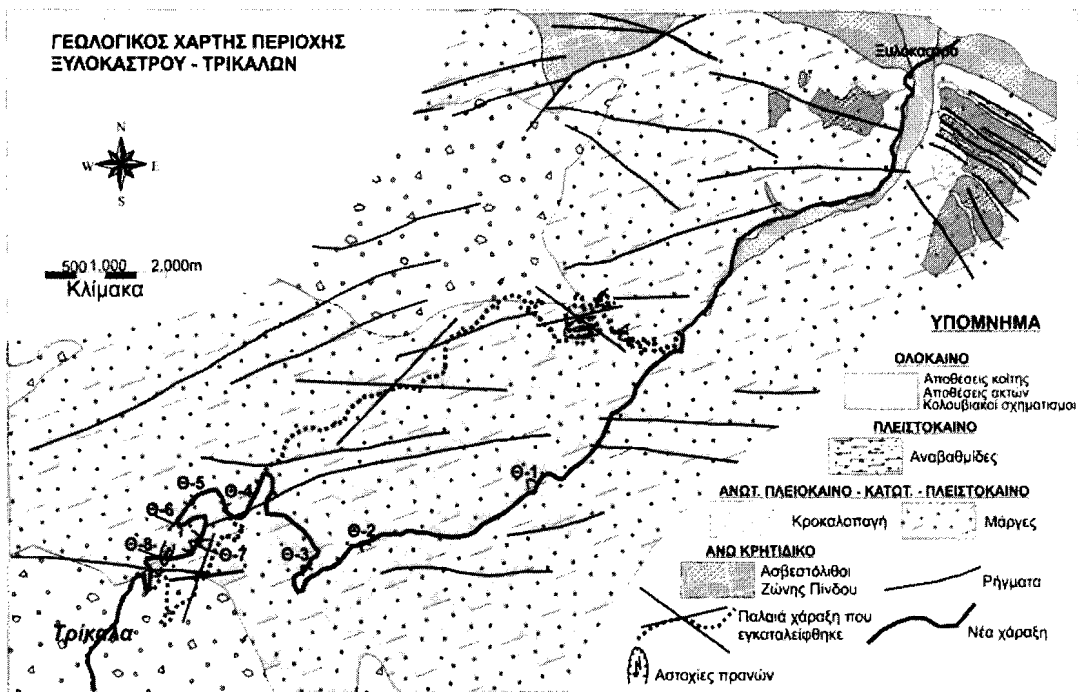 ΓΕΩΛΟΓΙΚΟΣ ΧΑΡΤΗΣ ΠΕΡΙΟΧΗΣ
ΞΥΛΟΚΑΣΤΡΟΥ - ΤΡΙΚΑΛΩΝ
Ξυλόκαστρο
N
W E
S
500 1,000 2,000m
Κλίμακα
Θ-1
Θ-2
Θ-3
Θ-4
Θ-5
Θ-6
Θ-7
Θ-8
Τρίκαλα
ΥΠΟΜΝΗΜΑ
ΟΛΟΚΑΙΝΟ
Αποθέσεις κοίτης
Αποθέσεις ακτών
Κολουβιακοί σχηματισμοί
ΠΛΕΙΣΤΟΚΑΙΝΟ
Αναβαθμίδες
ΑΝΩΤ. ΠΛΕΙΟΚΑΙΝΟ - ΚΑΤΩΤ. - ΠΛΕΙΣΤΟΚΑΙΝΟ
Κροκαλοπαγή Μάργες
ΑΝΩ ΚΡΗΤΙΔΙΚΟ
Ασβεστόλιθοι
Ζώνης Πίνδου
Ρήγματα
Παλαιά χάραξη που
εγκαταλείφθηκε
Νέα χάραξη
Αστοχίες πρανών